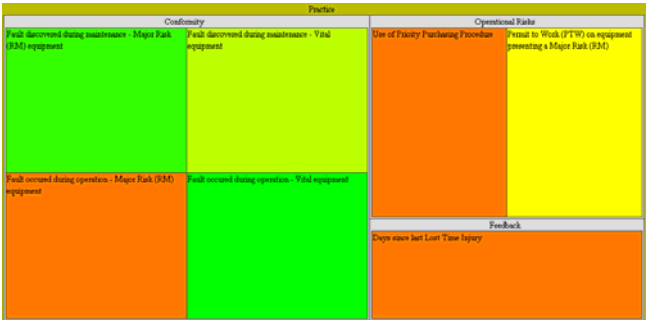 Practice
Conformity
Operational Risks
Fault discovered during maintenance - Major Risk
(RM) equipment
Fault discovered during maintenance - Vital
equipment
Use of Priority Purchasing Procedure
Permit to Work (PTW) on equipment
presenting a Major Risk (RM)
Fault occured during operation - Major Risk (RM)
equipment
Fault occured during operation - Vital equipment
Feedback
Days since last Lost Time Injury